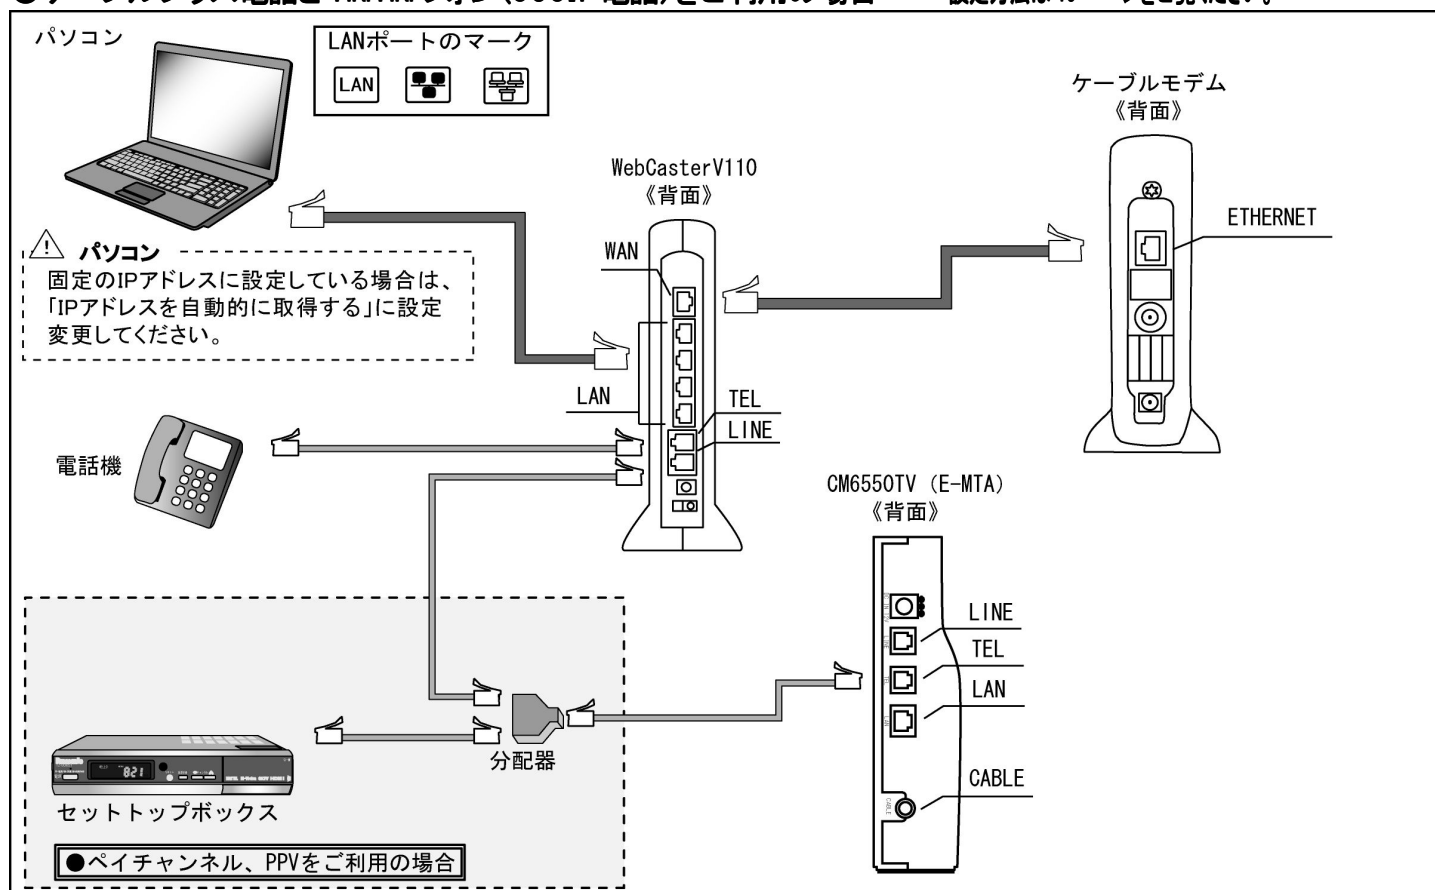 パソコン
LANポートのマーク
LAN
ケーブルモデム
《背面》
WebCasterV110
《背面》
ETHERNET
WAN
パソコン
固定のIPアドレスに設定している場合は、
「IPアドレスを自動的に取得する」に設定
変更してください。
LAN
TEL
LINE
電話機
CM6550TV (E-MTA)
《背面》
LINE
TEL
LAN
CABLE
LINE
TEL
LAN
CABLE
分配器
821
セットトップボックス
●ペイチャンネル、PPVをご利用の場合